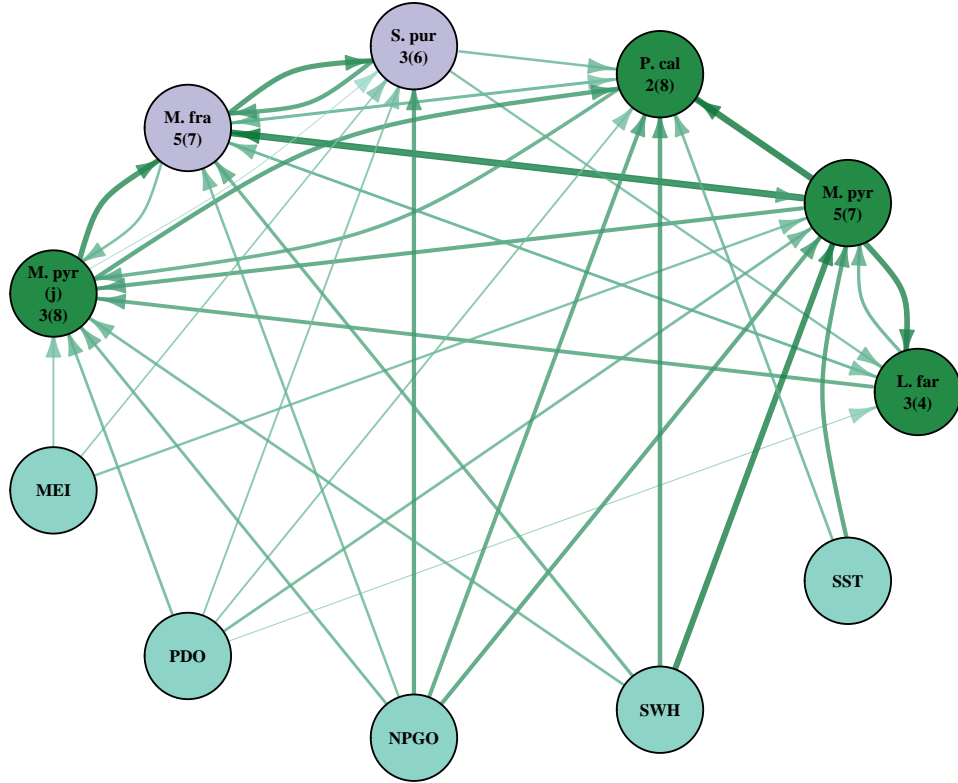 S. pur
3(6)
P. cal
2(8)
M. fra
5(7)
M. pyr
5(7)
M. pyr
(j)
3(8)
L. far
3(4)
MEI
SST
PDO
SWH
NPGO